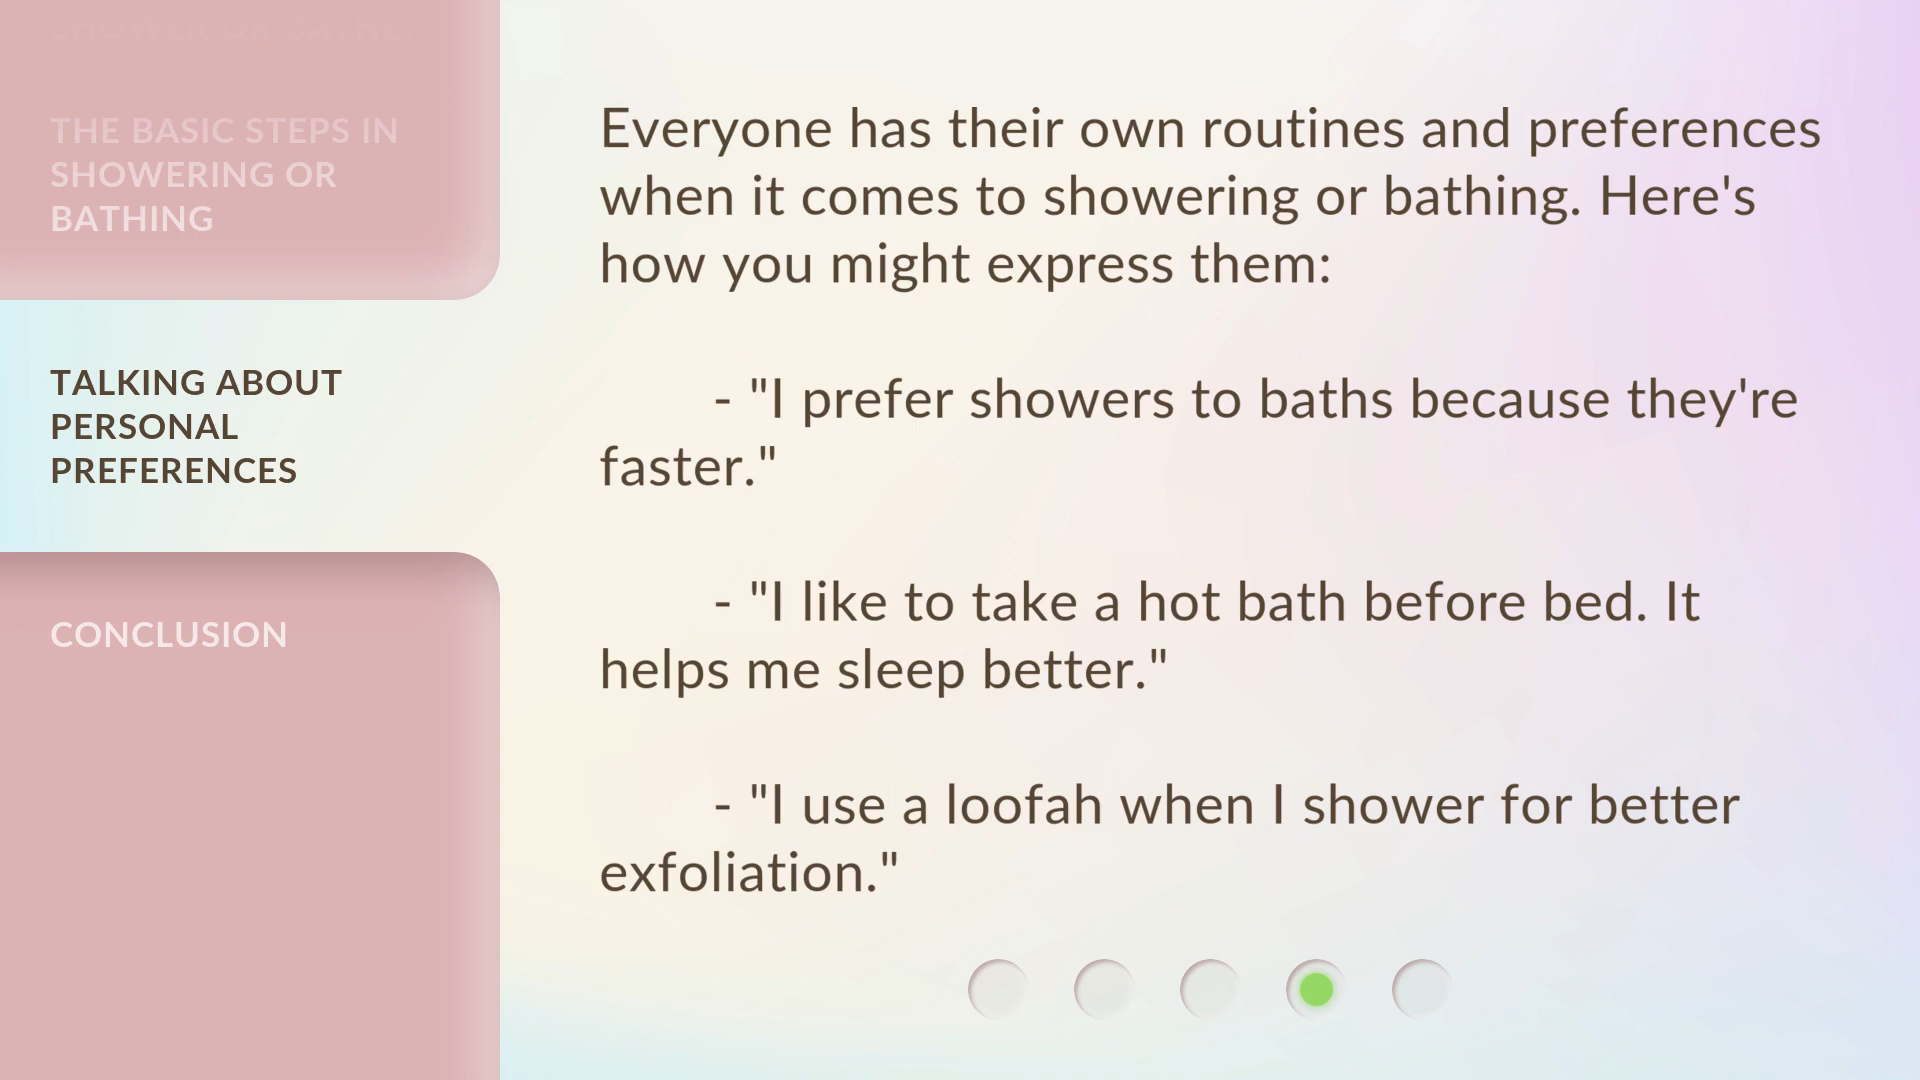 SHOWER OR BATHE?
THE BASIC STEPS IN
SHOWERING OR
BATHING
TALKING ABOUT
PERSONAL
PREFERENCES
CONCLUSION
Everyone has their own routines and preferences
when it comes to showering or bathing. Here's
how you might express them:
- "I prefer showers to baths because they're
faster."
- "I like to take a hot bath before bed. It
helps me sleep better."
- "I use a loofah when I shower for better
exfoliation."